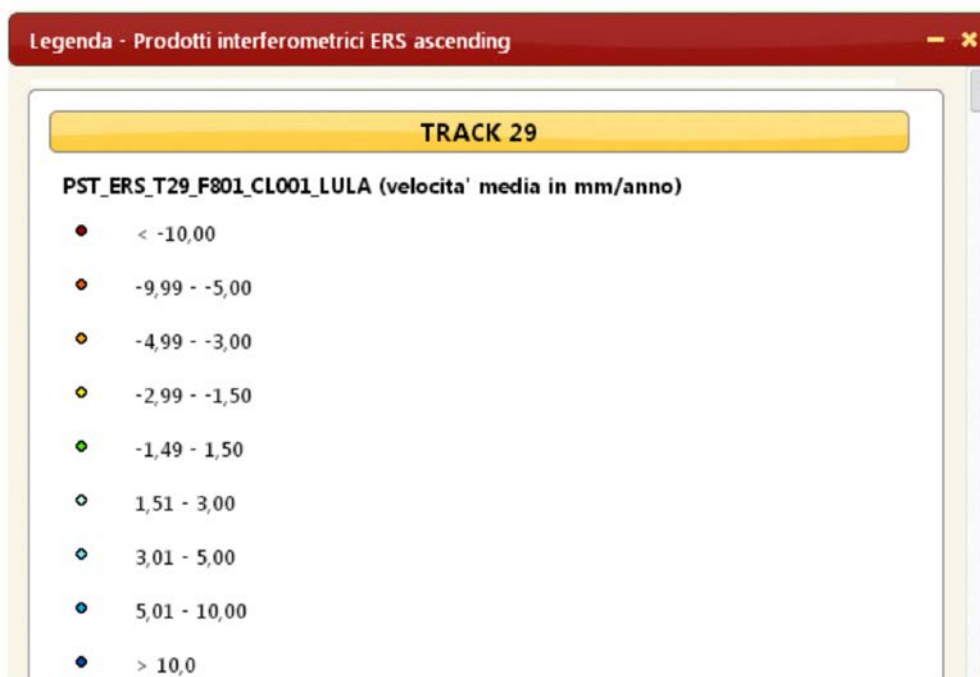 Legenda - Prodotti interferometrici ERS ascending
TRACK 29
PST_ERS_T29_F801_CL001_LULA (velocita' media in mm/anno)
< -10,00
-9,99 - -5,00
-4,99 - -3,00
-2,99 - -1,50
-1,49 - 1,50
1,51 - 3,00
3,01 - 5,00
5,01 - 10,00
> 10,0